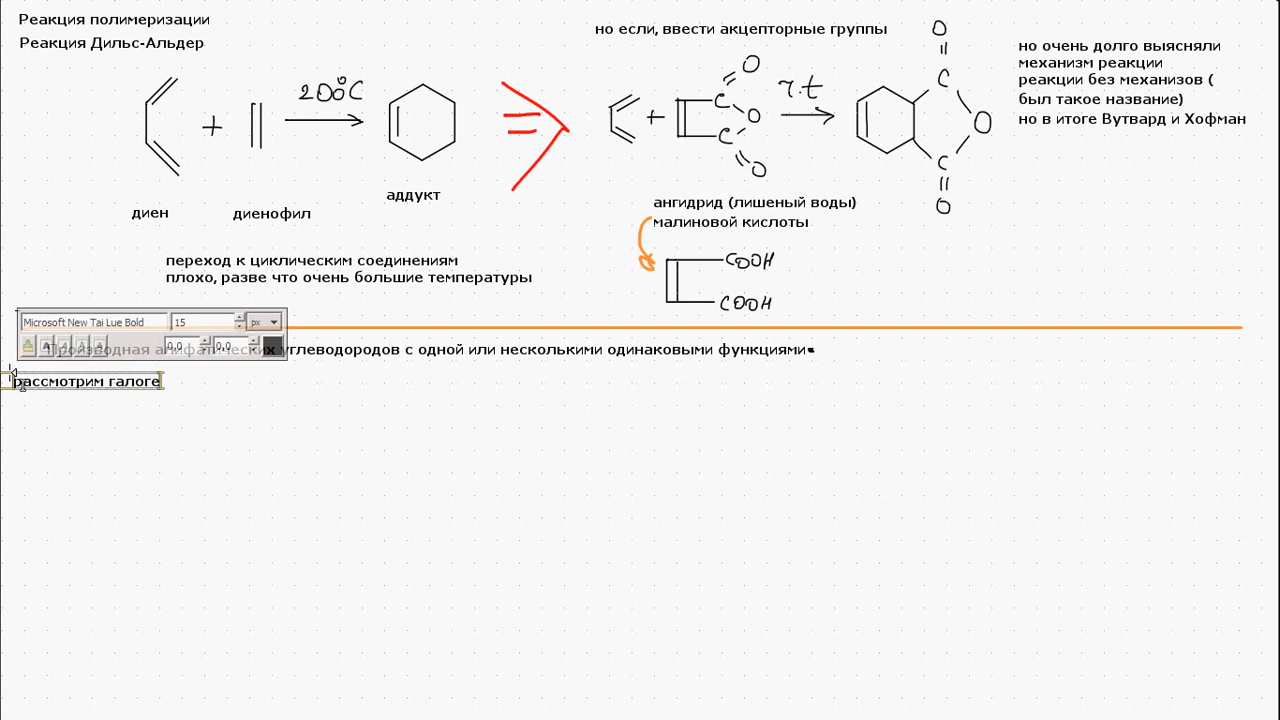 Реакция полимеризации
Реакция Дильс-Альдер
но если, ввести акцепторные группы
но очень долго выясняли
механизм реакции
реакции без механизов (
был такое название)
но в итоге Вутвард и Хофман
+
200°C
+
r.t
C
O
C
O
O
O
C
O
C
O
диен
диенофил
аддукт
ангидрид (лишеный воды)
малиновой кислоты
COOH
COOH
переход к циклическим соединениям
плохо, разве что очень большие температуры
Microsoft New Tai Lue Bold 15 px
0,0 0,0
Производная алифатических углеводородов с одной или несколькими одинаковыми функциями
рассмотрим галоге